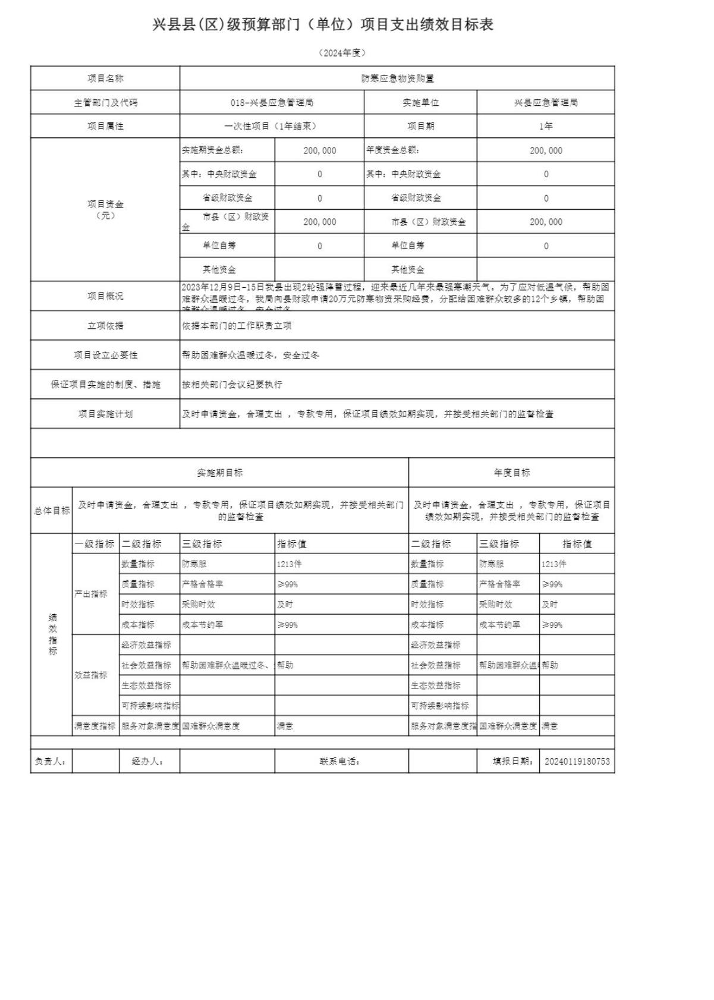 兴县县(区)级预算部门（单位）项目支出绩效目标表
（2024年度）
项目名称 防寒应急物资购置
主管部门及代码 018-兴县应急管理局 实施单位 兴县应急管理局
项目属性 一次性项目（1年结束） 项目期 1年
项目资金
（元）
实施期资金总额： 200,000 年度资金总额： 200,000
其中：中央财政资金 0 其中：中央财政资金 0
省级财政资金 0 省级财政资金 0
市县（区）财政资
金 200,000 市县（区）财政资金 200,000
单位自筹 0 单位自筹 0
其他资金 其他资金
项目概况
2023年12月9日-15日我县出现2轮强降雪过程，迎来最近几年来最强寒潮天气。为了应对低温气候，帮助困
难群众温暖过冬，我局向县财政申请20万元防寒物资采购经费，分配给困难群众较多的12个乡镇，帮助困
难群众温暖过冬、安全过冬
立项依据 依据本部门的工作职责立项
项目设立必要性 帮助困难群众温暖过冬，安全过冬
保证项目实施的制度、措施 按相关部门会议纪要执行
项目实施计划 及时申请资金，合理支出 ，专款专用，保证项目绩效如期实现，并接受相关部门的监督检查
实施期目标 年度目标
总体目标
及时申请资金，合理支出 ，专款专用，保证项目绩效如期实现，并接受相关部门
的监督检查
及时申请资金，合理支出 ，专款专用，保证项目
绩效如期实现，并接受相关部门的监督检查
绩
效
指
标
一级指标 二级指标 三级指标 指标值 二级指标 三级指标 指标值
产出指标
数量指标 防寒服 1213件 数量指标 防寒服 1213件
质量指标 产格合格率 ≥99% 质量指标 产格合格率 ≥99%
时效指标 采购时效 及时 时效指标 采购时效 及时
成本指标 成本节约率 ≥99% 成本指标 成本节约率 ≥99%
效益指标
经济效益指标 经济效益指标
社会效益指标 帮助困难群众温暖过冬、 帮助 社会效益指标 帮助困难群众温 帮助
生态效益指标 生态效益指标
可持续影响指标 可持续影响指标
满意度指标 服务对象满意度 困难群众满意度 满意 服务对象满意度指 困难群众满意度 满意
负责人： 经办人： 联系电话： 填报日期： 20240119180753